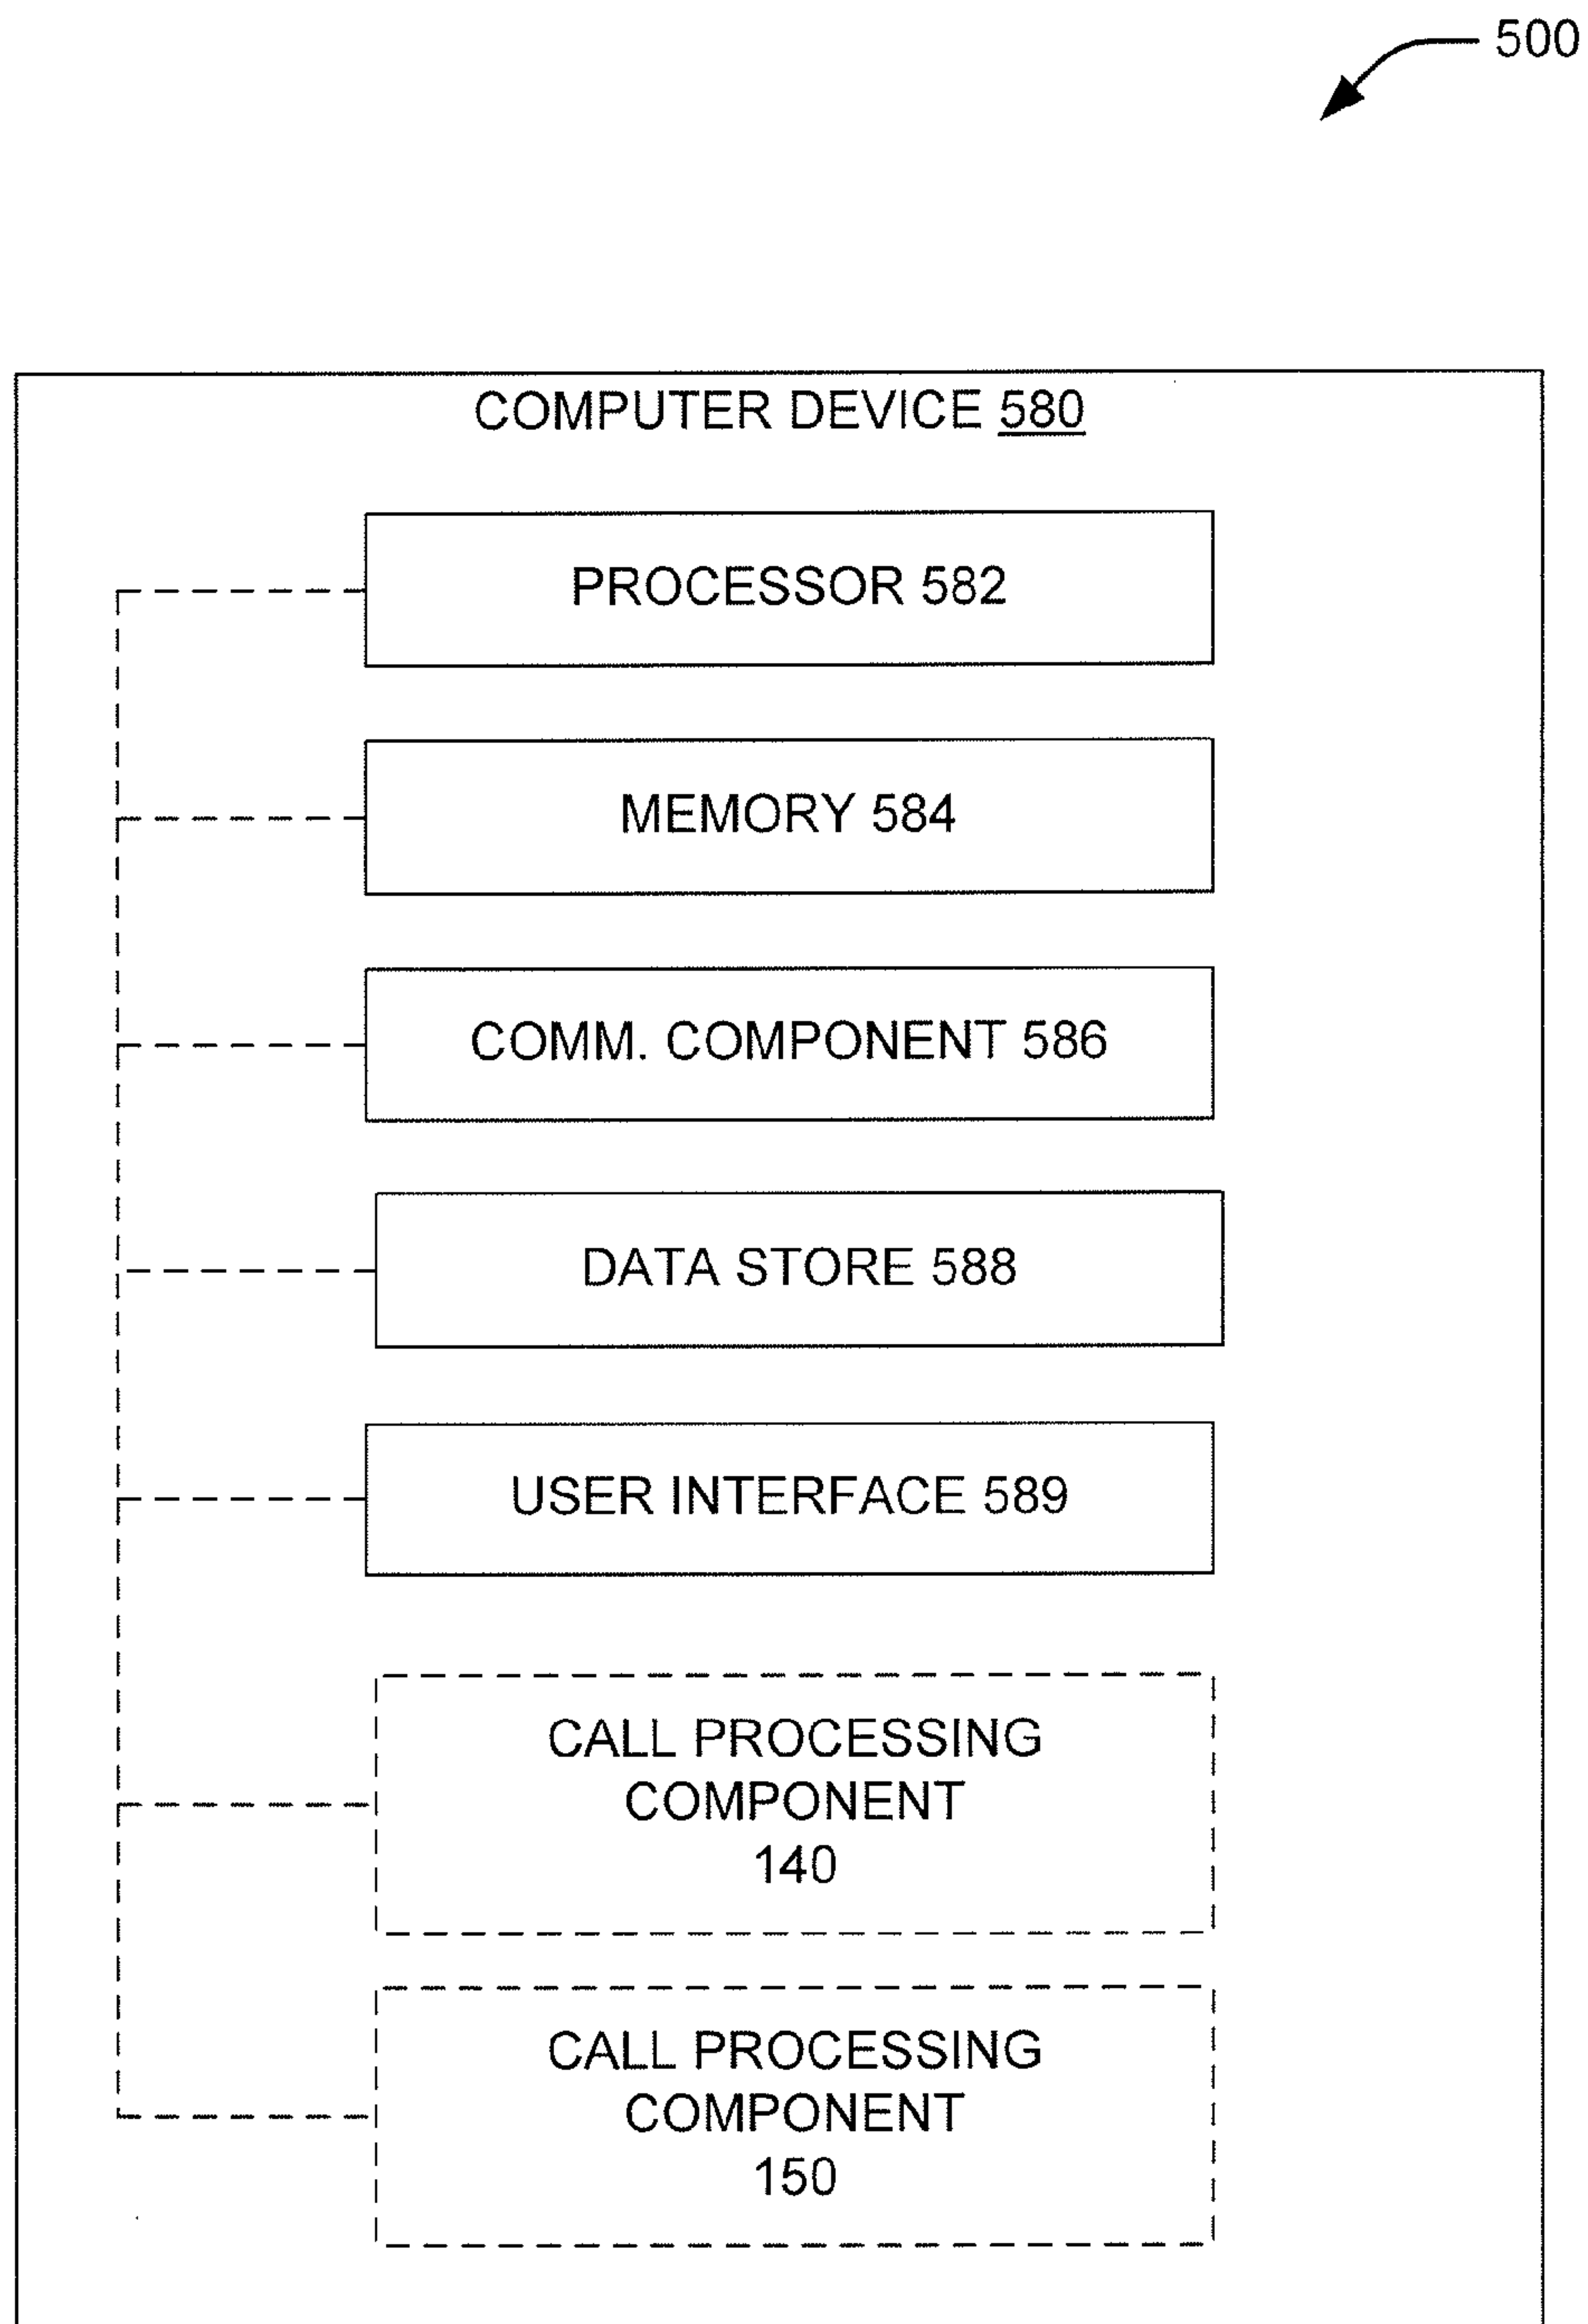 500
COMPUTER DEVICE 580
PROCESSOR 582
MEMORY 584
COMM. COMPONENT 586
DATA STORE 588
USER INTERFACE 589
CALL PROCESSING
COMPONENT
140
CALL PROCESSING
COMPONENT
150